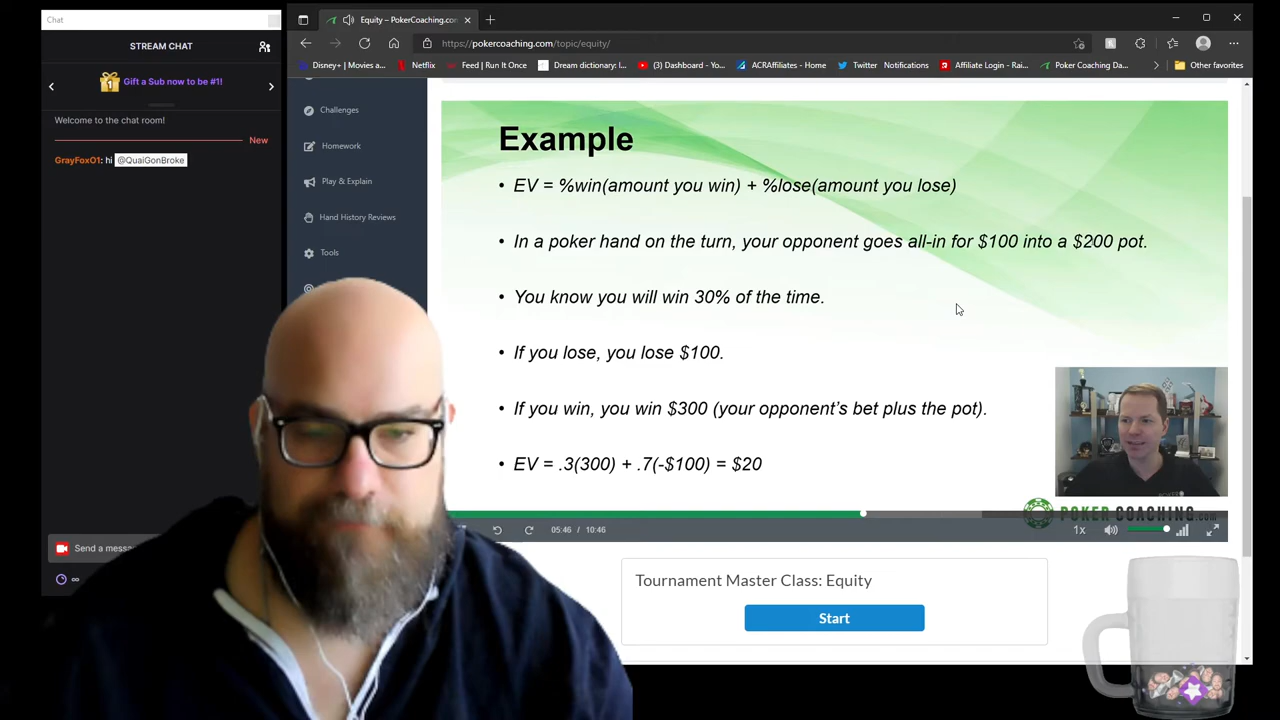 Chat
STREAM CHAT
Gift a Sub now to be #1!
Welcome to the chat room!
New
GrayFoxO1: hi @QuaiGonBroke
Send a messa
Equity – PokerCoaching.co
https://pokercoaching.com/topic/equity/
Disney+ | Movies a...
Netflix
Feed | Run It Once
Dream dictionary: I...
(3) Dashboard - Yo...
ACRAffiliates - Home
Twitter
Notifications
Affiliate Login - Rai...
Poker Coaching Da...
Other favorites
Challenges
Homework
Play & Explain
Hand History Reviews
Tools
Example
• EV = %win(amount you win) + %lose(amount you lose)
• In a poker hand on the turn, your opponent goes all-in for $100 into a $200 pot.
• You know you will win 30% of the time.
• If you lose, you lose $100.
• If you win, you win $300 (your opponent's bet plus the pot).
• EV = .3(300) + .7(-$100) = $20
POKER COACHING.com
05:46 / 10:46
1x
Tournament Master Class: Equity
Start